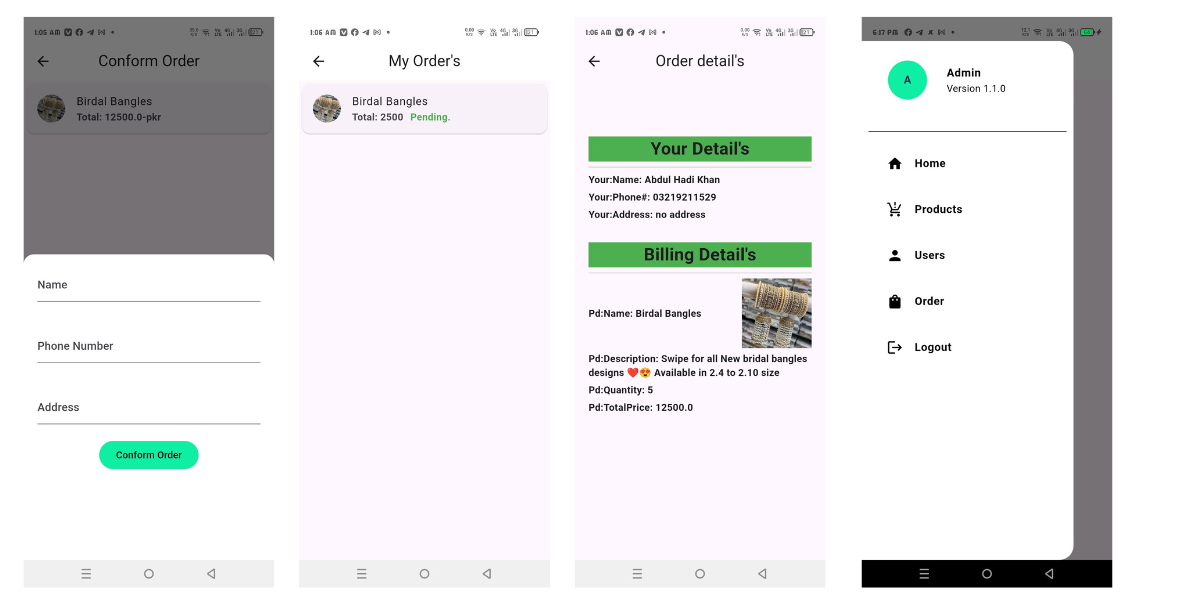 1:05 AM
Conform Order
Birdal Bangles
Total: 12500.0-pkr
Name
Phone Number
Address
Conform Order
1:06 AM
My Order's
Birdal Bangles
Total: 2500 Pending.
1:06 AM
Order detail's
Your Detail's
Your:Name: Abdul Hadi Khan
Your:Phone#: 03219211529
Your:Address: no address
Billing Detail's
Pd:Name: Birdal Bangles
Pd:Description: Swipe for all New bridal bangles
designs ❤️😍 Available in 2.4 to 2.10 size
Pd:Quantity: 5
Pd:TotalPrice: 12500.0
6:17 PM
A
Admin
Version 1.1.0
Home
Products
Users
Order
Logout